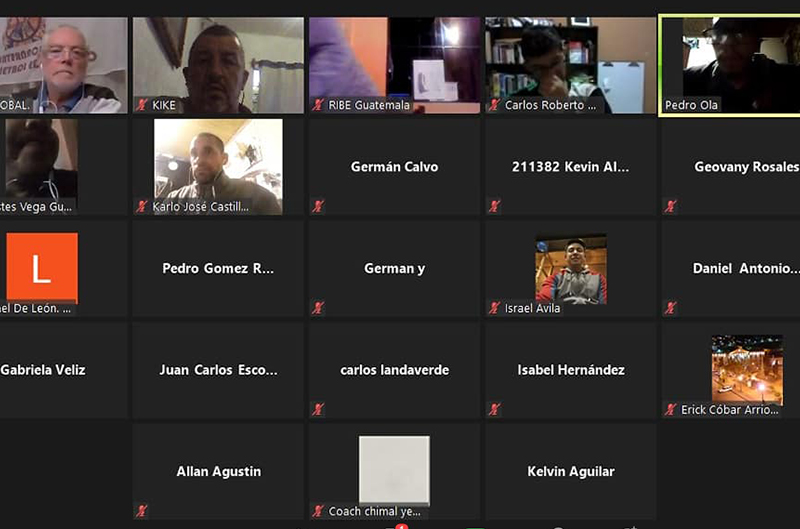 OBAL.
KIKE
RIBE Guatemala
Carlos Roberto ...
Pedro Ola
stes Vega Gu...
Karlo José Castill...
Germán Calvo
211382 Kevin Al...
Geovany Rosales
L
el De León. ...
Pedro Gomez R...
German y
Israel Avila
Daniel Antonio...
Gabriela Veliz
Juan Carlos Esco...
carlos landaverde
Isabel Hernández
Erick Cóbar Arrio...
Allan Agustin
Coach chimal ye...
Kelvin Aguilar